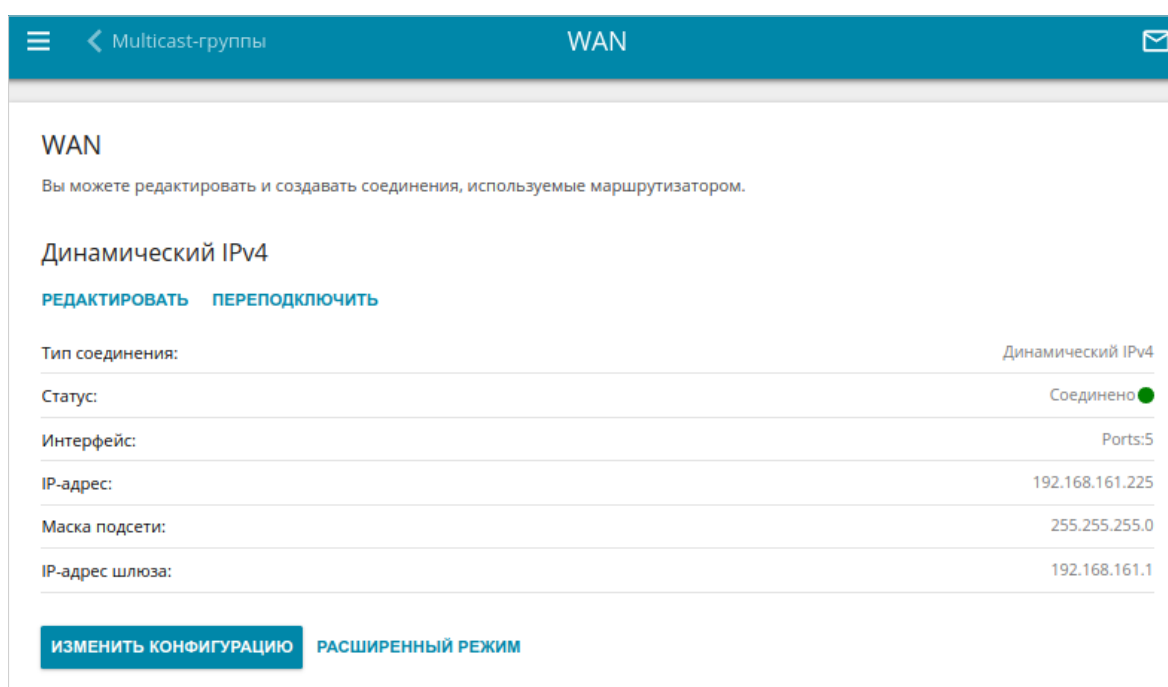 Multicast-группы WAN
WAN
Вы можете редактировать и создавать соединения, используемые маршрутизатором.
Динамический IPv4
РЕДАКТИРОВАТЬ ПЕРЕПОДКЛЮЧИТЬ
Тип соединения: Динамический IPv4
Статус: Соединено
Интерфейс: Ports:5
IP-адрес: 192.168.161.225
Маска подсети: 255.255.255.0
IP-адрес шлюза: 192.168.161.1
ИЗМЕНИТЬ КОНФИГУРАЦИЮ РАСШИРЕННЫЙ РЕЖИМ